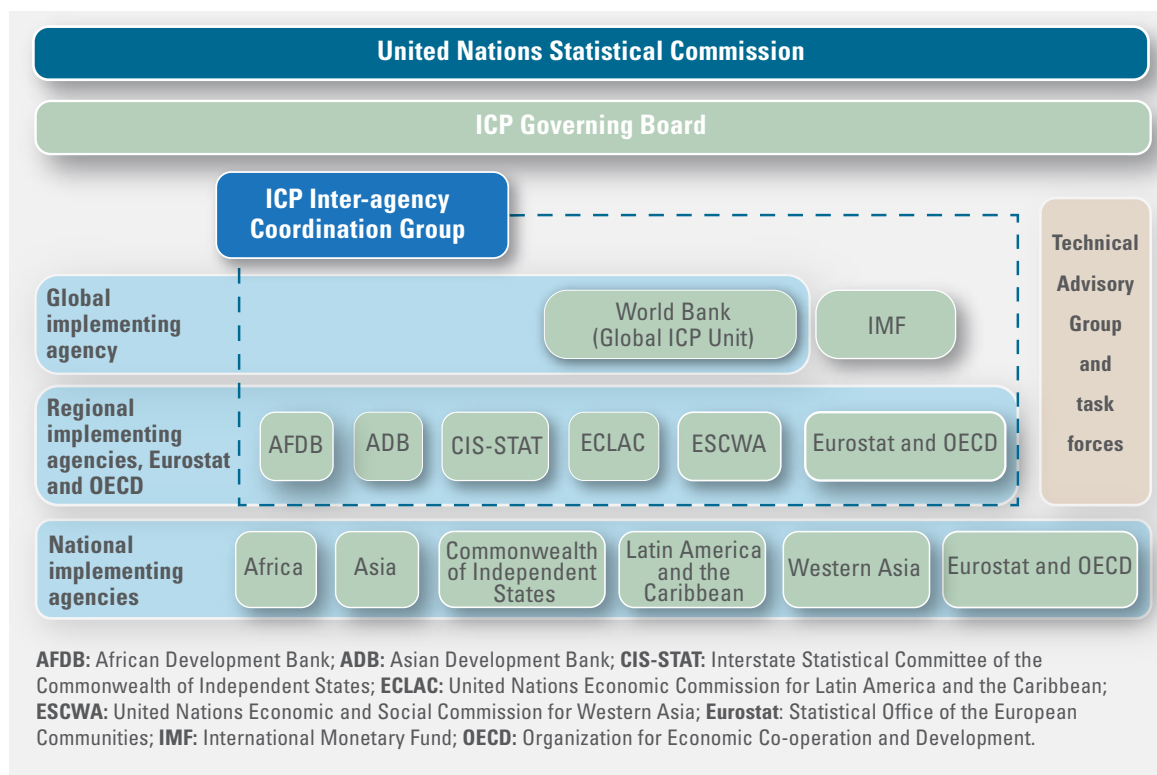 United Nations Statistical Commission
ICP Governing Board
ICP Inter-agency
Coordination Group
Technical
Advisory
Group
and
task
forces
Global
implementing
agency
World Bank
(Global ICP Unit)
IMF
Regional
implementing
agencies, Eurostat
and OECD
AFDB
ADB
CIS-STAT
ECLAC
ESCWA
Eurostat and OECD
National
implementing
agencies
Africa
Asia
Commonwealth
of Independent
States
Latin America
and the
Caribbean
Western Asia
Eurostat and OECD
AFDB: African Development Bank; ADB: Asian Development Bank; CIS-STAT: Interstate Statistical Committee of the
Commonwealth of Independent States; ECLAC: United Nations Economic Commission for Latin America and the Caribbean;
ESCWA: United Nations Economic and Social Commission for Western Asia; Eurostat: Statistical Office of the European
Communities; IMF: International Monetary Fund; OECD: Organization for Economic Co-operation and Development.